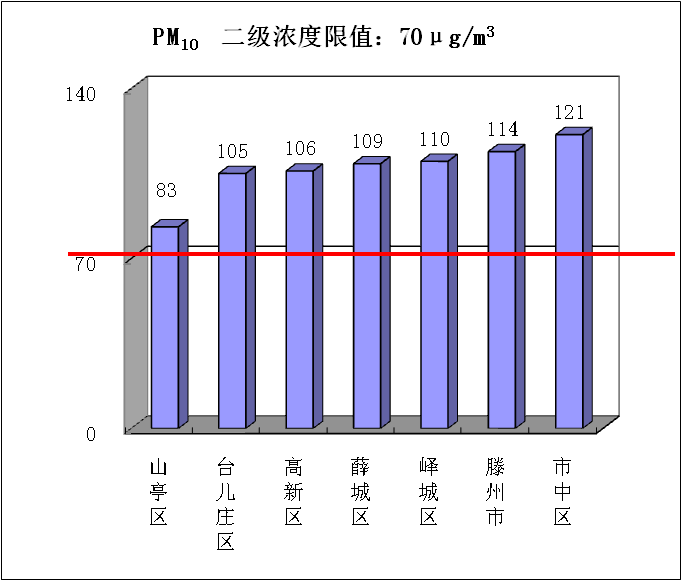 PM10 二级浓度限值：70μg/m³
140
70
0
83
105
106
109
110
114
121
山亭区
台儿庄区
高新区
薛城区
峄城区
滕州市
市中区